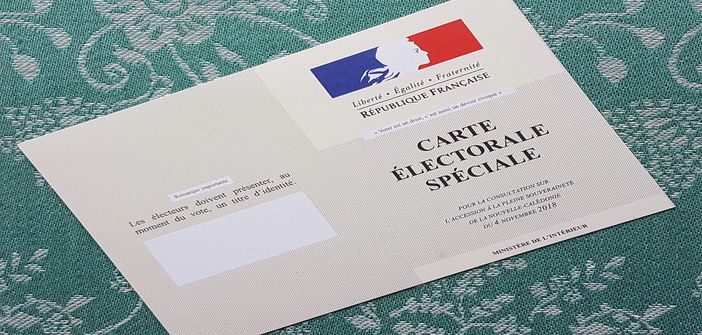 Remarque importante
Les électeurs doivent présenter, au
moment du vote, un titre d'identité.
Liberté • Égalité • Fraternité
RÉPUBLIQUE FRANÇAISE
« Voter est un droit, c'est aussi un devoir civique »
CARTE
ÉLECTORALE
SPÉCIALE
POUR LA CONSULTATION SUR
L'ACCESSION À LA PLEINE SOUVERAINETÉ
DE LA NOUVELLE-CALÉDONIE
DU 4 NOVEMBRE 2018
MINISTÈRE DE L'INTÉRIEUR